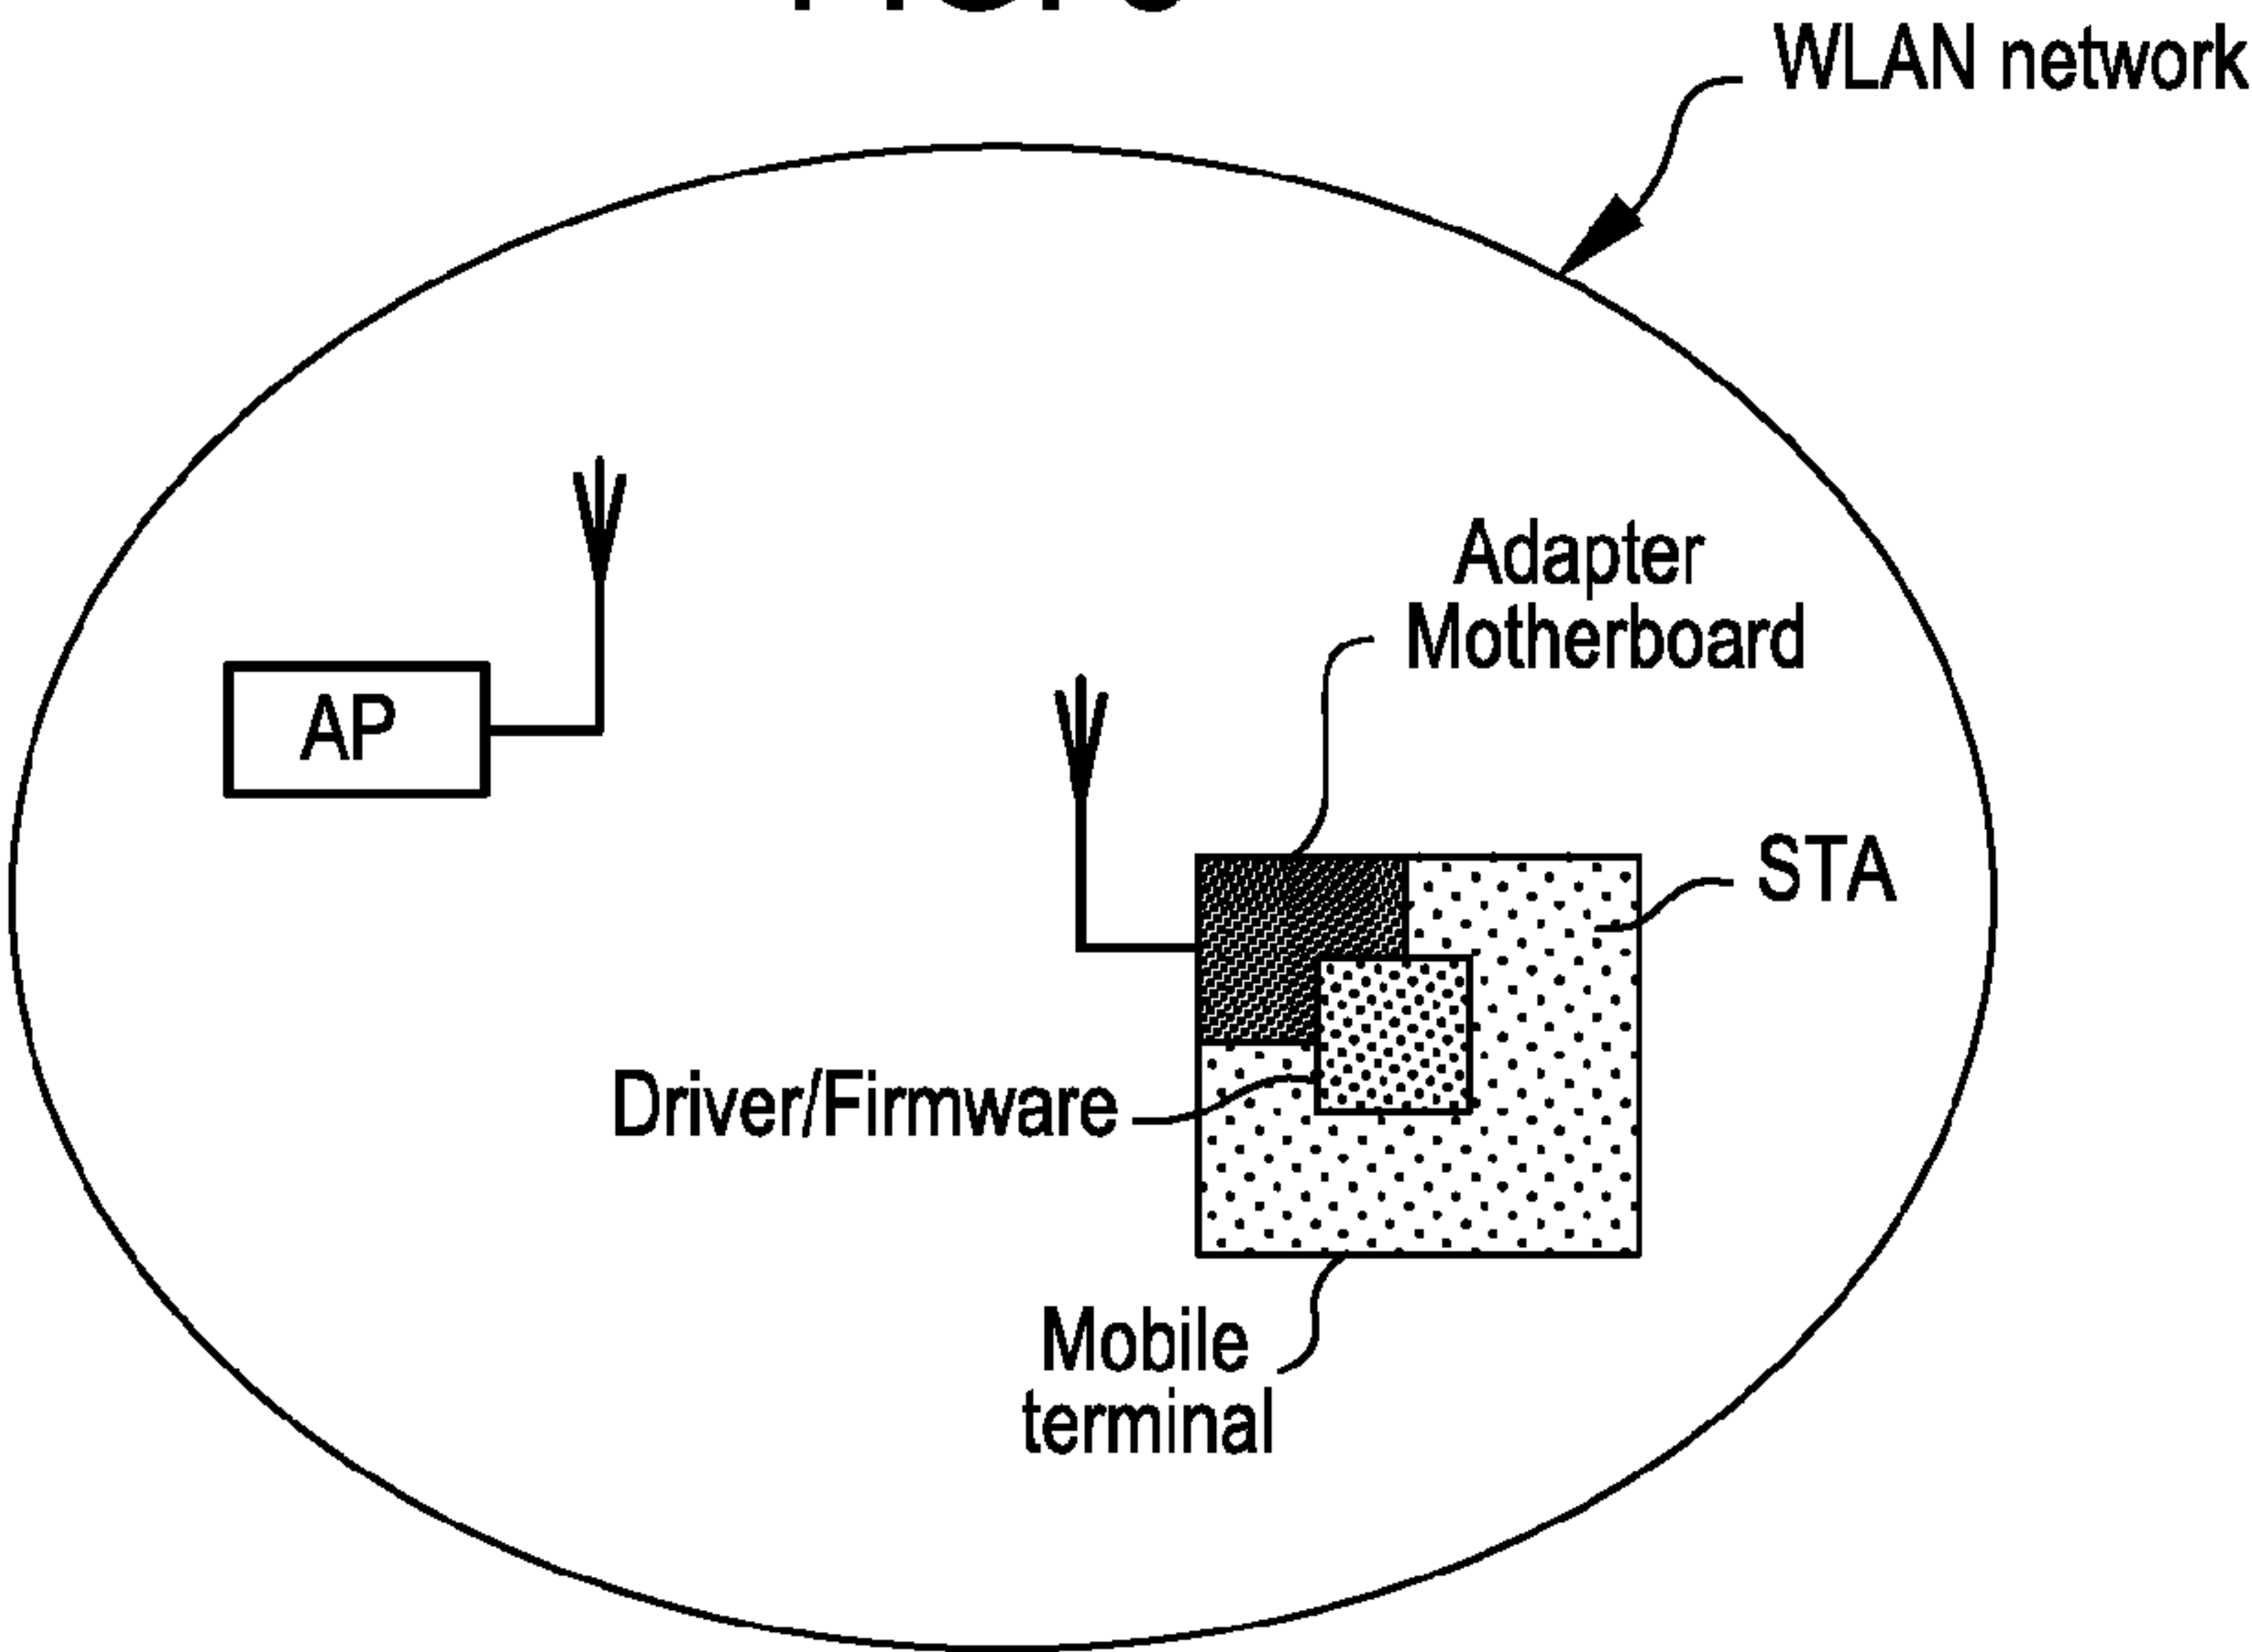 WLAN network
Adapter
Motherboard
AP
STA
Driver/Firmware
Mobile
terminal